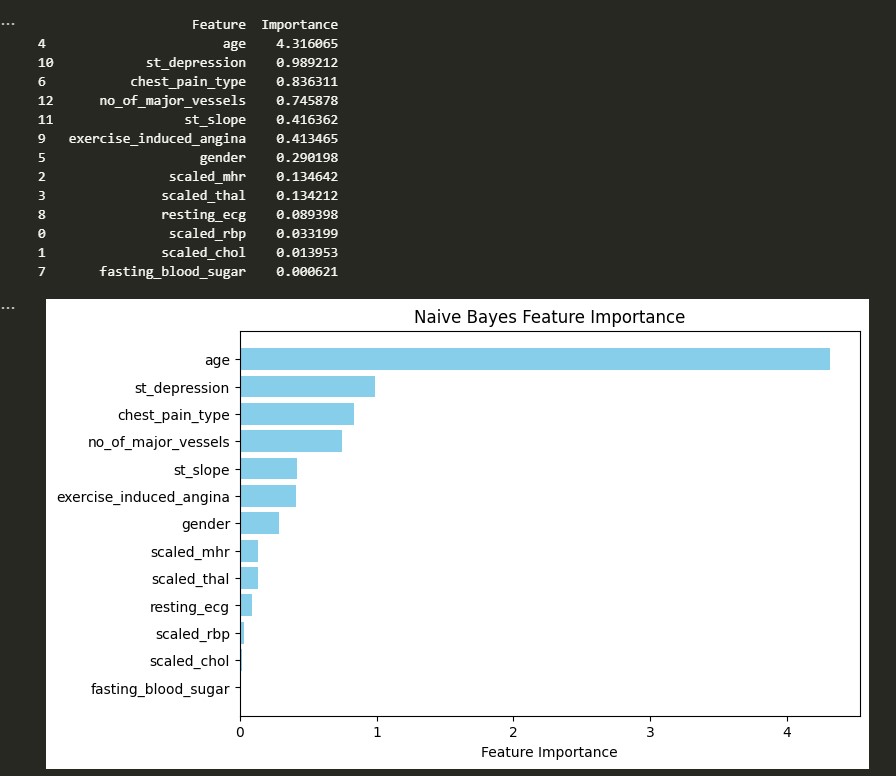 ...
Feature Importance
4 age 4.316065
10 st_depression 0.989212
6 chest_pain_type 0.836311
12 no_of_major_vessels 0.745878
11 st_slope 0.416362
9 exercise_induced_angina 0.413465
5 gender 0.290198
2 scaled_mhr 0.134642
3 scaled_thal 0.134212
8 resting_ecg 0.089398
0 scaled_rbp 0.033199
1 scaled_chol 0.013953
7 fasting_blood_sugar 0.000621
...
Naive Bayes Feature Importance
age
st_depression
chest_pain_type
no_of_major_vessels
st_slope
exercise_induced_angina
gender
scaled_mhr
scaled_thal
resting_ecg
scaled_rbp
scaled_chol
fasting_blood_sugar
0 1 2 3 4
Feature Importance